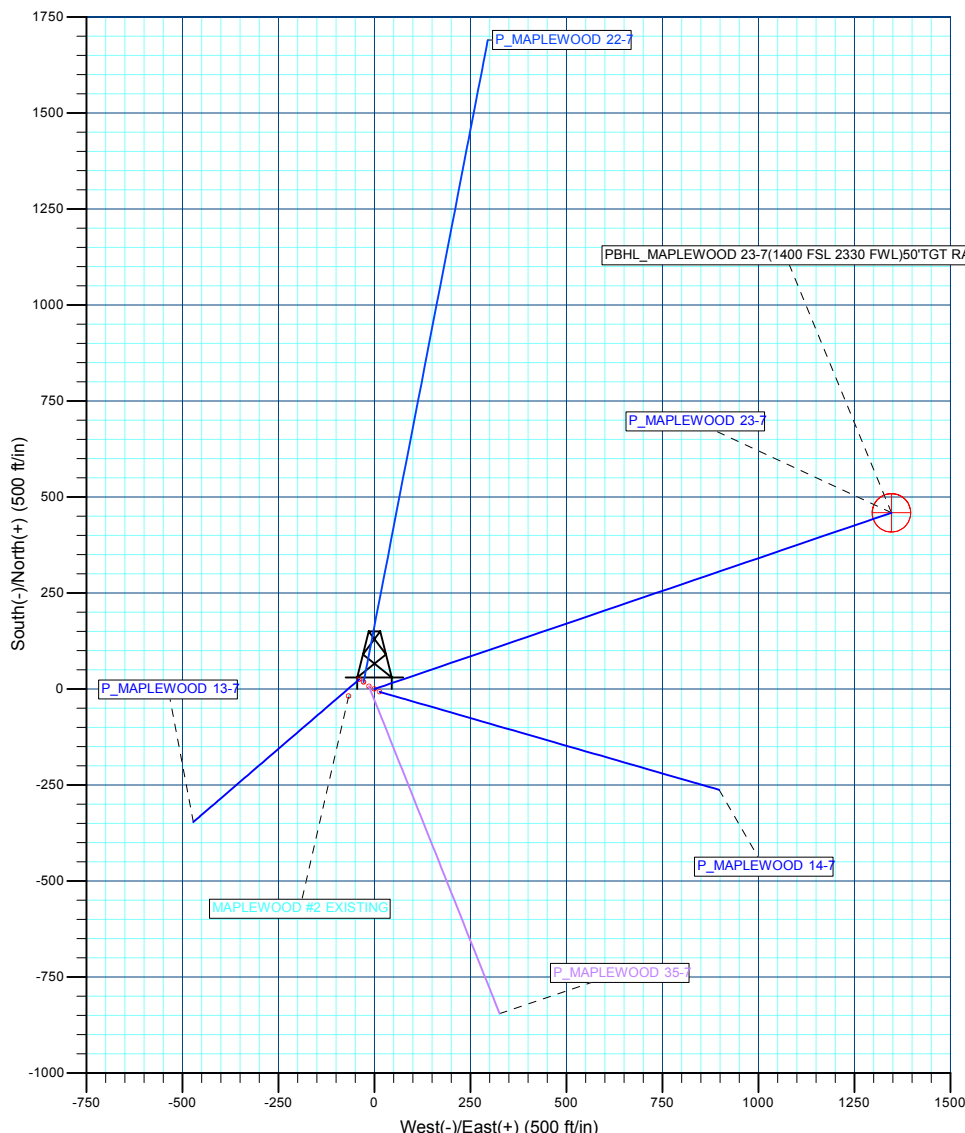 1750
P_MAPLEWOOD 22-7
1500
1250
PBHL_MAPLEWOOD 23-7(1400 FSL 2330 FWL)50'TGT RA
1000
750
P_MAPLEWOOD 23-7
500
250
0
P_MAPLEWOOD 13-7
-250
P_MAPLEWOOD 14-7
-500
MAPLEWOOD #2 EXISTING
-750
P_MAPLEWOOD 35-7
-1000
South(-)/North(+) (500 ft/in)
-750
-500
-250
0
250
500
750
1000
1250
1500
West(-)/East(+) (500 ft/in)